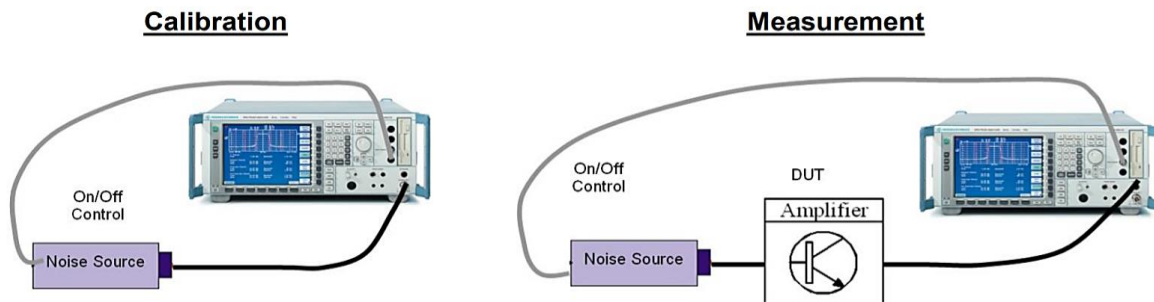 Calibration
On/Off
Control
Noise Source
Measurement
On/Off
Control
DUT
Amplifier
Noise Source